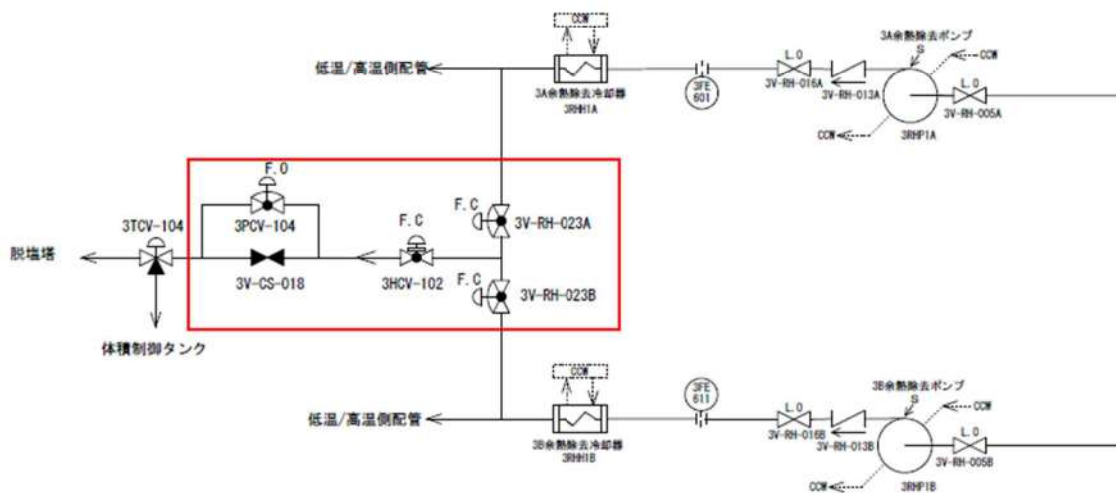 CCW
3A余熱除去ポンプ
S
CCW
低温/高温側配管
L.O
3V-RH-016A
3A余熱除去冷却器
3RHH1A
3FE
601
3V-RH-013A
L.O
3V-RH-005A
CCW
3RHP1A
F.O
3TCV-104
3PCV-104
F.C
F.C
3V-RH-023A
脱塩塔
3V-CS-018
3HCV-102
F.C
3V-RH-023B
体積制御タンク
CCW
3FE
611
3B余熱除去ポンプ
S
CCW
低温/高温側配管
L.O
3V-RH-016B
3B余熱除去冷却器
3RHH1B
3V-RH-013B
L.O
3V-RH-005B
CCW
3RHP1B